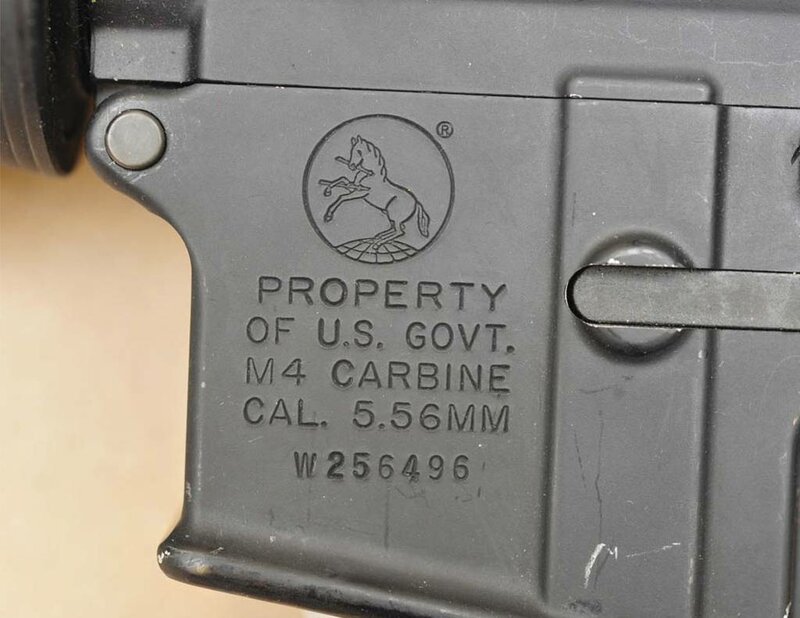 ®
PROPERTY
OF U.S. GOVT.
M4 CARBINE
CAL. 5.56MM
W256496